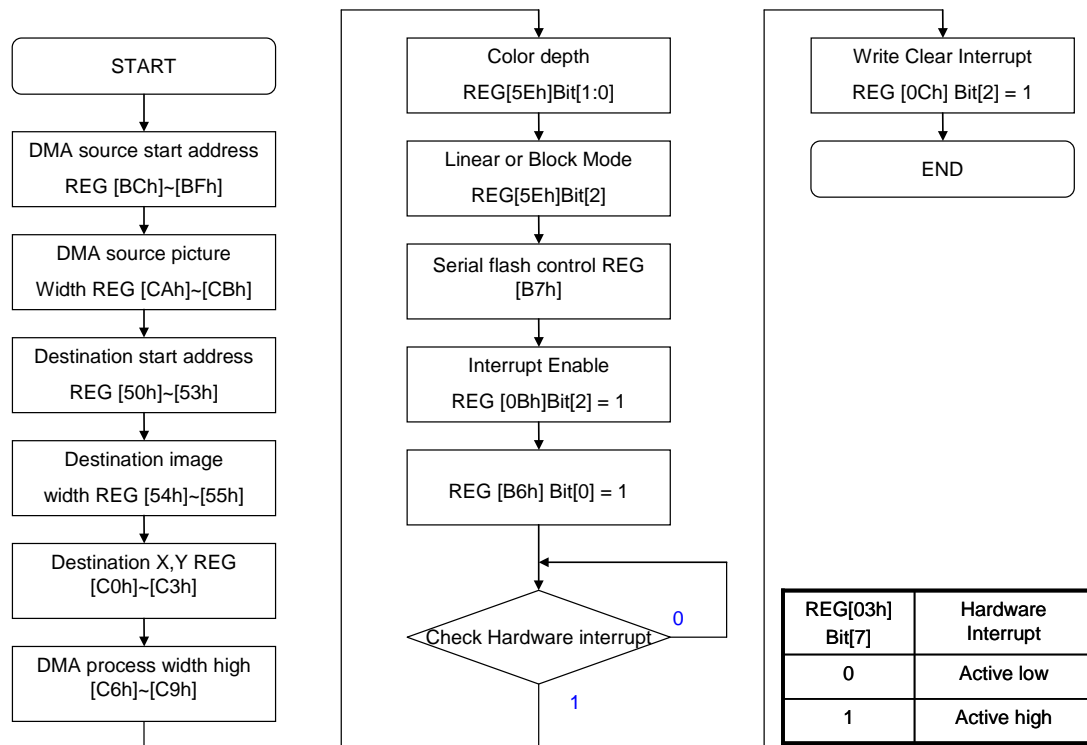 START
DMA source start address
REG [BCh]~[BFh]
DMA source picture
Width REG [CAh]~[CBh]
Destination start address
REG [50h]~[53h]
Destination image
width REG [54h]~[55h]
Destination X,Y REG
[C0h]~[C3h]
DMA process width high
[C6h]~[C9h]
Color depth
REG[5Eh]Bit[1:0]
Linear or Block Mode
REG[5Eh]Bit[2]
Serial flash control REG
[B7h]
Interrupt Enable
REG [0Bh]Bit[2] = 1
REG [B6h] Bit[0] = 1
Check Hardware interrupt
0
1
Write Clear Interrupt
REG [0Ch] Bit[2] = 1
END
REG[03h] Hardware
Bit[7] Interrupt
0 Active low
1 Active high